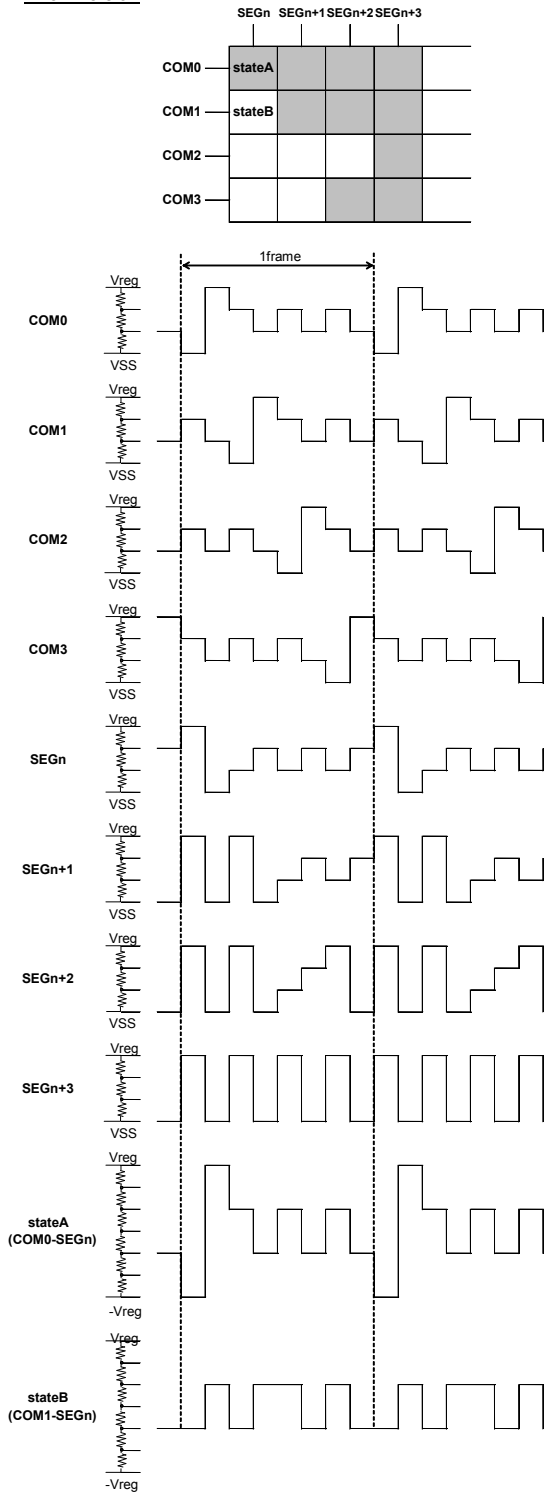 SEGn SEGn+1 SEGn+2 SEGn+3
COM0 stateA
COM1 stateB
COM2
COM3
1frame
Vreg
COM0
VSS
Vreg
COM1
VSS
Vreg
COM2
VSS
Vreg
COM3
VSS
Vreg
SEGn
VSS
Vreg
SEGn+1
VSS
Vreg
SEGn+2
VSS
Vreg
SEGn+3
VSS
Vreg
stateA
(COM0-SEGn)
-Vreg
Vreg
stateB
(COM1-SEGn)
-Vreg